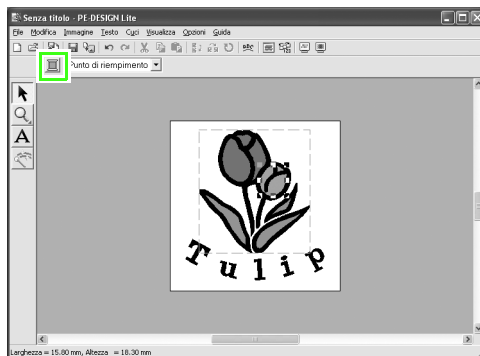 Senza titolo - PE-DESIGN Lite
File Modifica Immagine Testo Cuci Visualizza Opzioni Guida
abc
Punto di riempimento
A
Tulip
Larghezza = 15.80 mm, Altezza = 18.30 mm